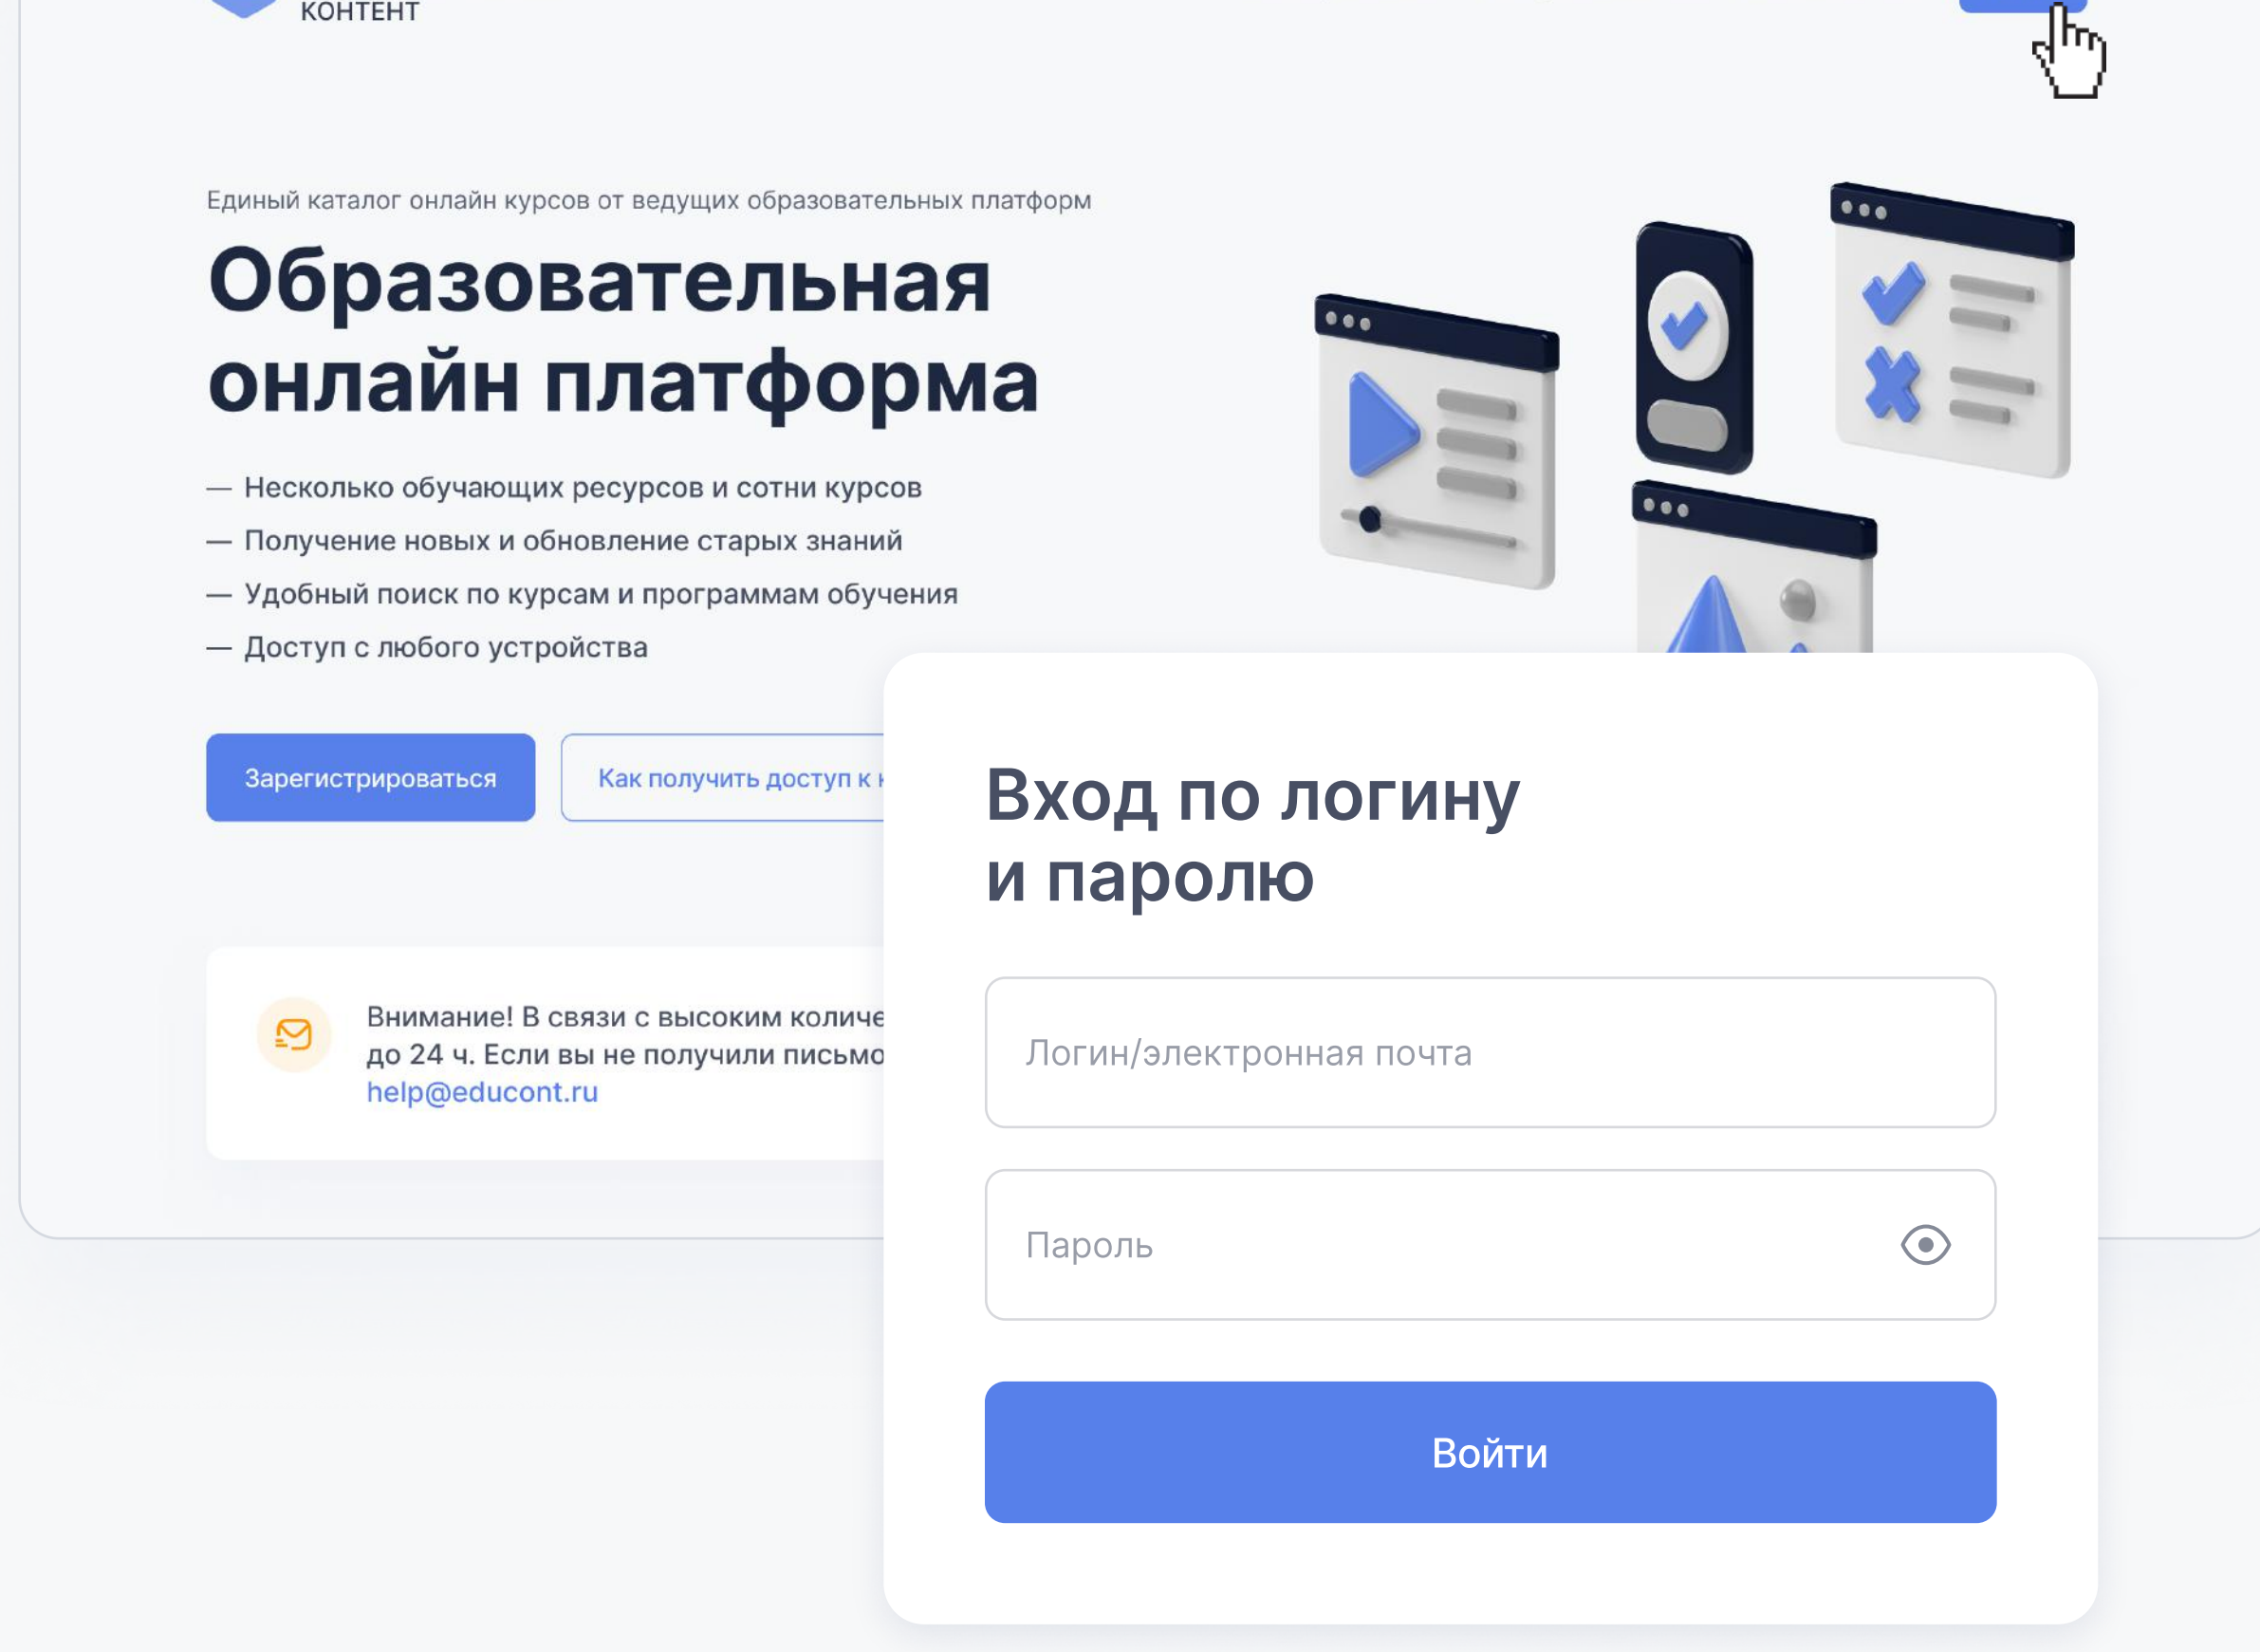 КОНТЕНТ
Единый каталог онлайн курсов от ведущих образовательных платформ
Образовательная
онлайн платформа
— Несколько обучающих ресурсов и сотни курсов
— Получение новых и обновление старых знаний
— Удобный поиск по курсам и программам обучения
— Доступ с любого устройства
Зарегистрироваться
Как получить доступ к
Внимание! В связи с высоким
до 24 ч. Если вы не получили письмо
help@educont.ru
Вход по логину
и паролю
Логин/электронная почта
Пароль
Войти